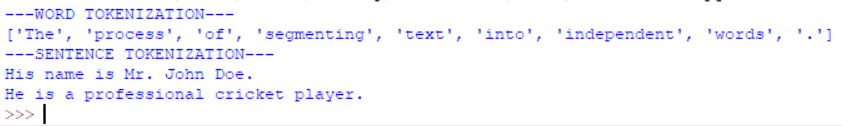 ---WORD TOKENIZATION---
['The', 'process', 'of', 'segmenting', 'text', 'into', 'independent', 'words', '.']
---SENTENCE TOKENIZATION---
His name is Mr. John Doe.
He is a professional cricket player.
>>>